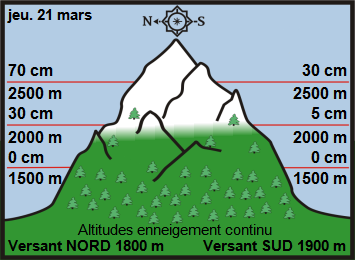 jeu. 21 mars
N S
70 cm 30 cm
2500 m 2500 m
30 cm 5 cm
2000 m 2000 m
0 cm 0 cm
1500 m 1500 m
Altitudes enneigement continu
Versant NORD 1800 m Versant SUD 1900 m